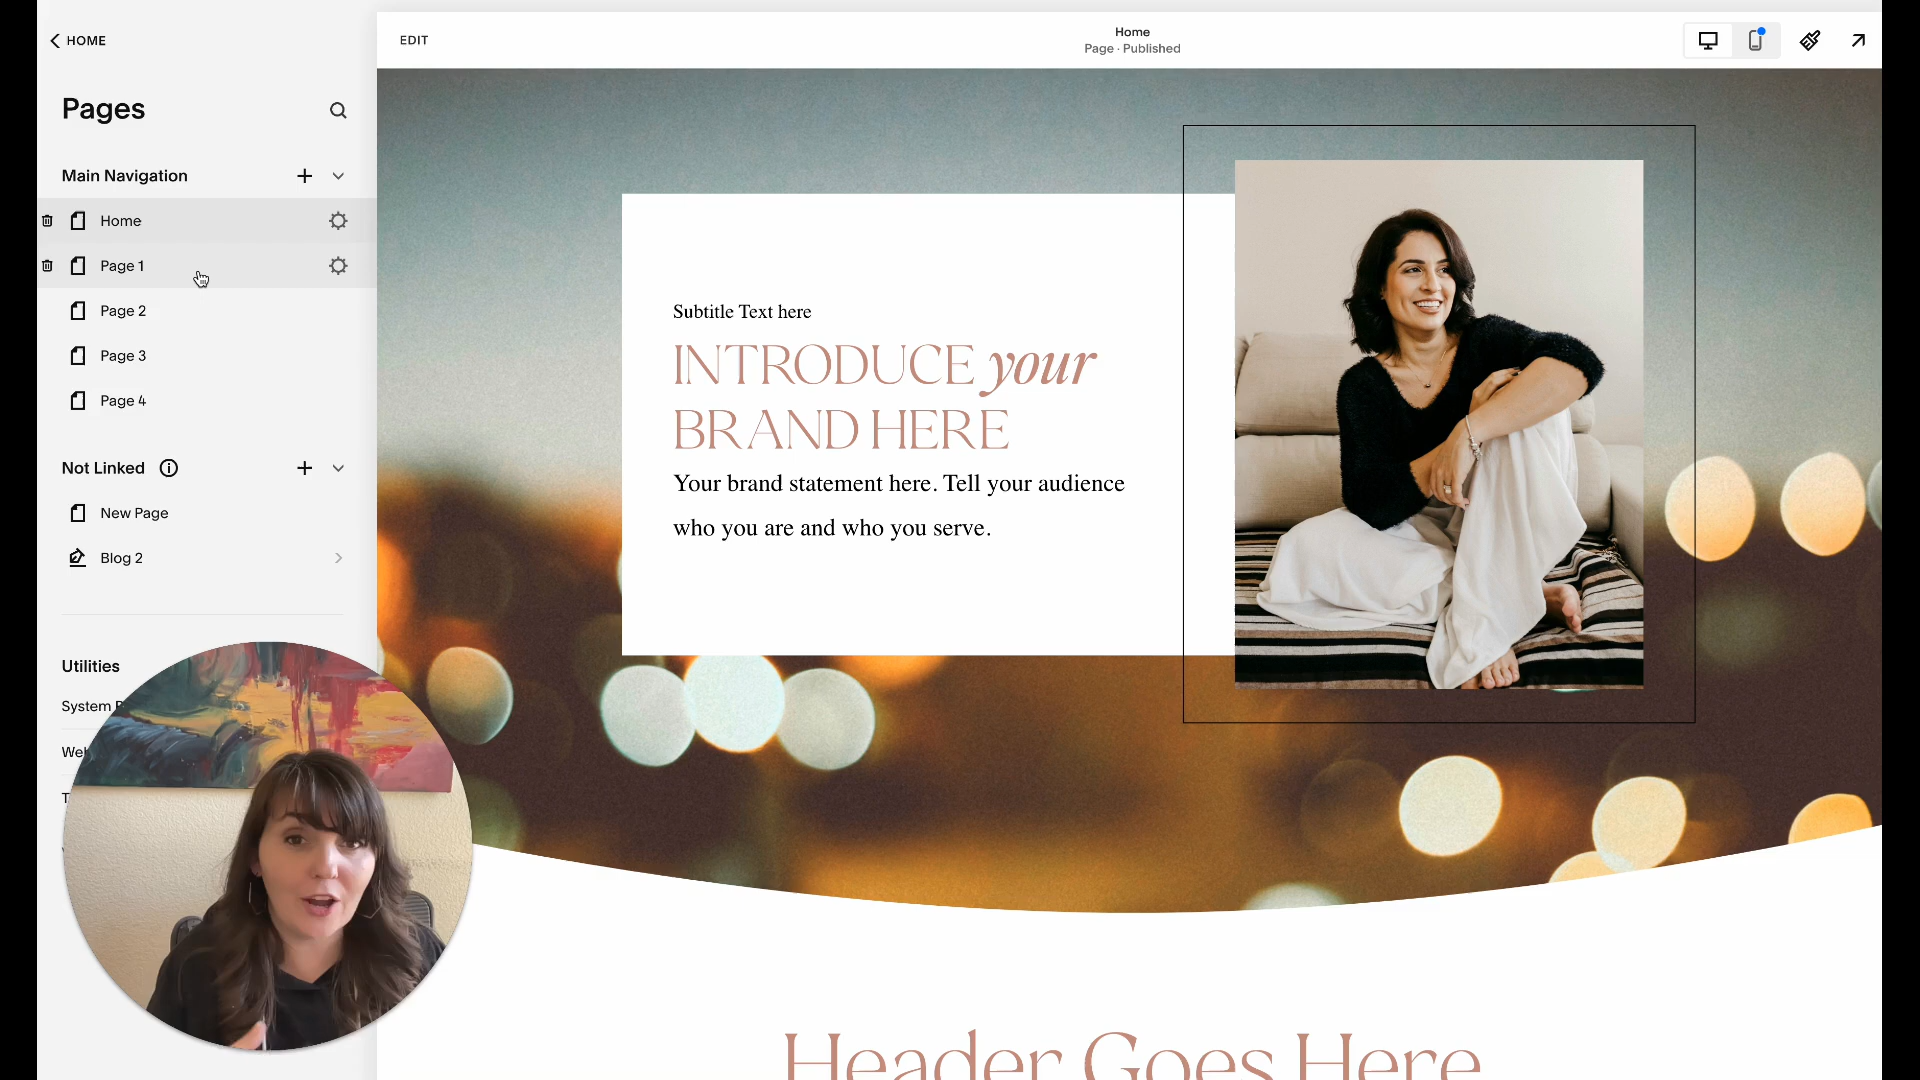 HOME
EDIT
Home
Page · Published
Pages
Main Navigation
Home
Page 1
Page 2
Page 3
Page 4
Not Linked
New Page
Blog 2
Utilities
System
Subtitle Text here
INTRODUCE your
BRAND HERE
Your brand statement here. Tell your audience
who you are and who you serve.
Header Goes Here